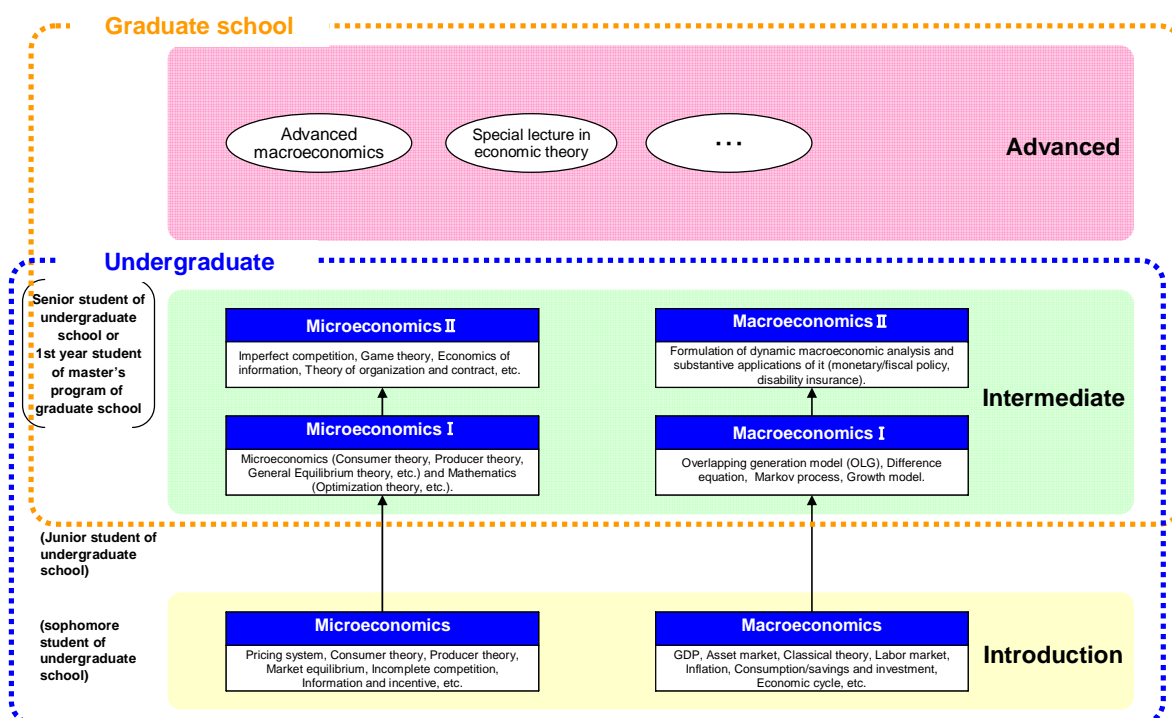 Graduate school
Advanced
macroeconomics
Special lecture in
economic theory
...
Advanced
Undergraduate
Senior student of
undergraduate
school or
1st year student
of master's
program of
graduate school
Microeconomics Ⅱ
Imperfect competition, Game theory, Economics of
information, Theory of organization and contract, etc.
Macroeconomics Ⅱ
Formulation of dynamic macroeconomic analysis and
substantive applications of it (monetary/fiscal policy,
disability insurance).
Intermediate
Microeconomics Ⅰ
Microeconomics (Consumer theory, Producer theory,
General Equilibrium theory, etc.) and Mathematics
(Optimization theory, etc.).
Macroeconomics Ⅰ
Overlapping generation model (OLG), Difference
equation, Markov process, Growth model.
(Junior student of
undergraduate
school)
(sophomore
student of
undergraduate
school)
Microeconomics
Pricing system, Consumer theory, Producer theory,
Market equilibrium, Incomplete competition,
Information and incentive, etc.
Macroeconomics
GDP, Asset market, Classical theory, Labor market,
Inflation, Consumption/savings and investment,
Economic cycle, etc.
Introduction